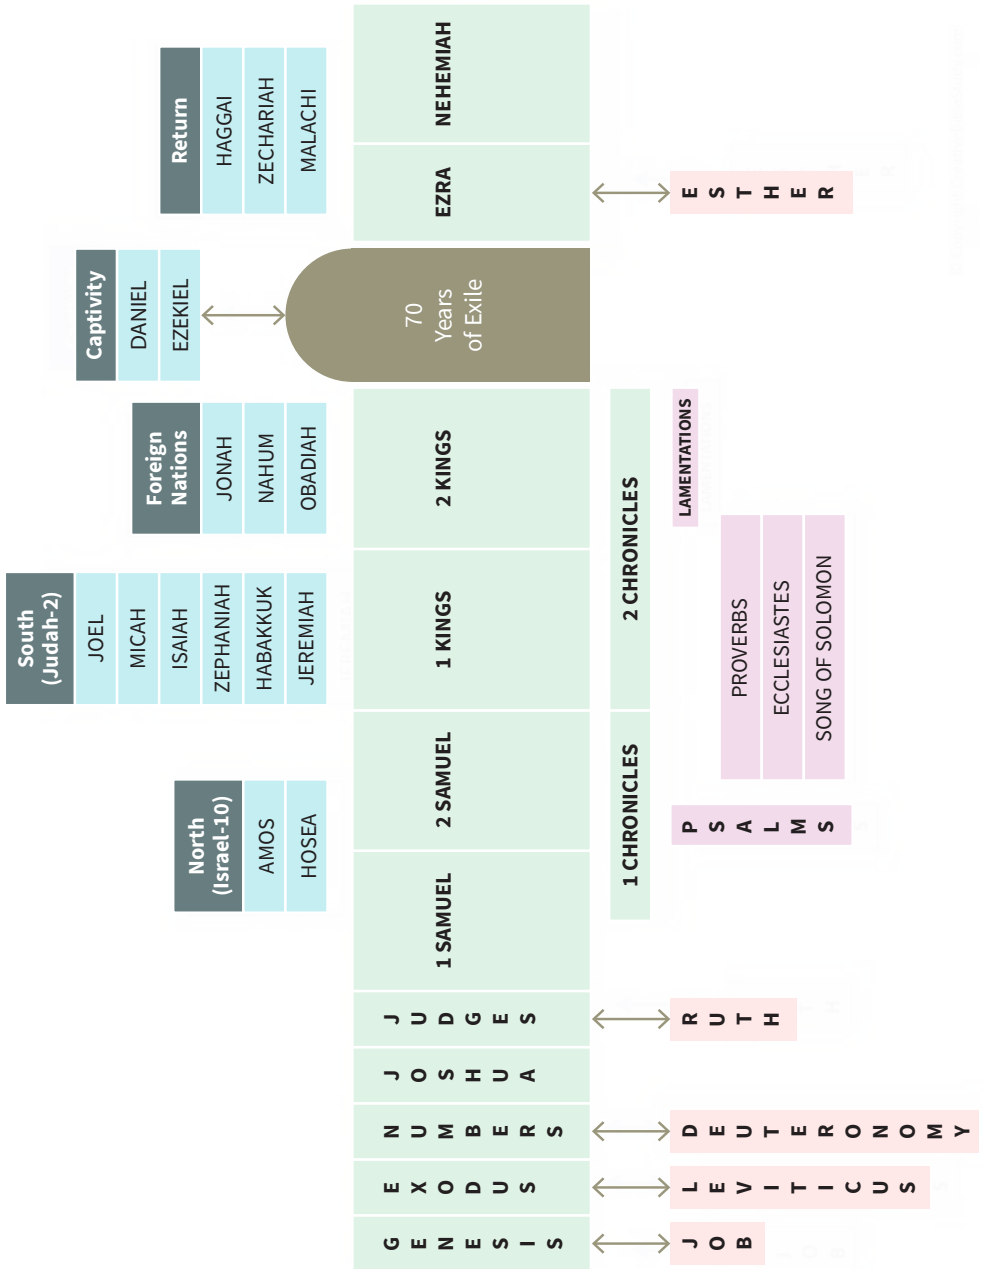 North
(Israel-10)
AMOS
HOSEA
South
(Judah-2)
JOEL
MICAH
ISAIAH
ZEPHANIAH
HABAKKUK
JEREMIAH
Foreign
Nations
JONAH
NAHUM
OBADIAH
Captivity
DANIEL
EZEKIEL
Return
HAGGAI
ZECHARIAH
MALACHI
GENESIS
EXODUS
NUMBERS
JOSHUA
JUDGES
1 SAMUEL
2 SAMUEL
1 KINGS
2 KINGS
70
Years
of Exile
EZRA
NEHEMIAH
1 CHRONICLES
2 CHRONICLES
JOB
LEVITICUS
DEUTERONOMY
RUTH
PSALMS
PROVERBS
ECCLESIASTES
SONG OF SOLOMON
LAMENTATIONS
ESTHER